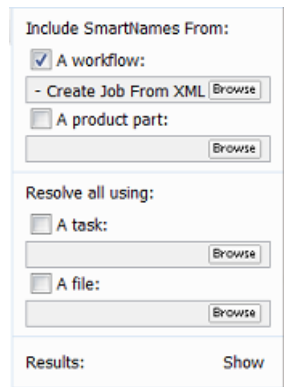 Include SmartNames From:
A workflow:
- Create Job From XML Browse
A product part:
Browse
Resolve all using:
A task:
Browse
A file:
Browse
Results: Show